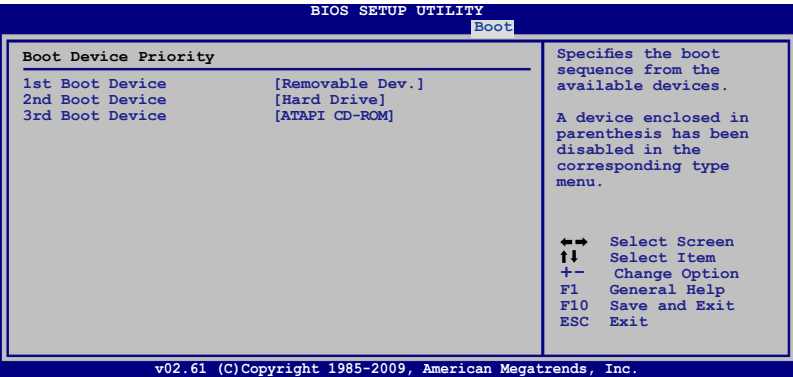 BIOS SETUP UTILITY
Boot
Boot Device Priority
1st Boot Device [Removable Dev.]
2nd Boot Device [Hard Drive]
3rd Boot Device [ATAPI CD-ROM]
Specifies the boot
sequence from the
available devices.
A device enclosed in
parenthesis has been
disabled in the
corresponding type
menu.
←→ Select Screen
↑↓ Select Item
+- Change Option
F1 General Help
F10 Save and Exit
ESC Exit
v02.61 (C)Copyright 1985-2009, American Megatrends, Inc.